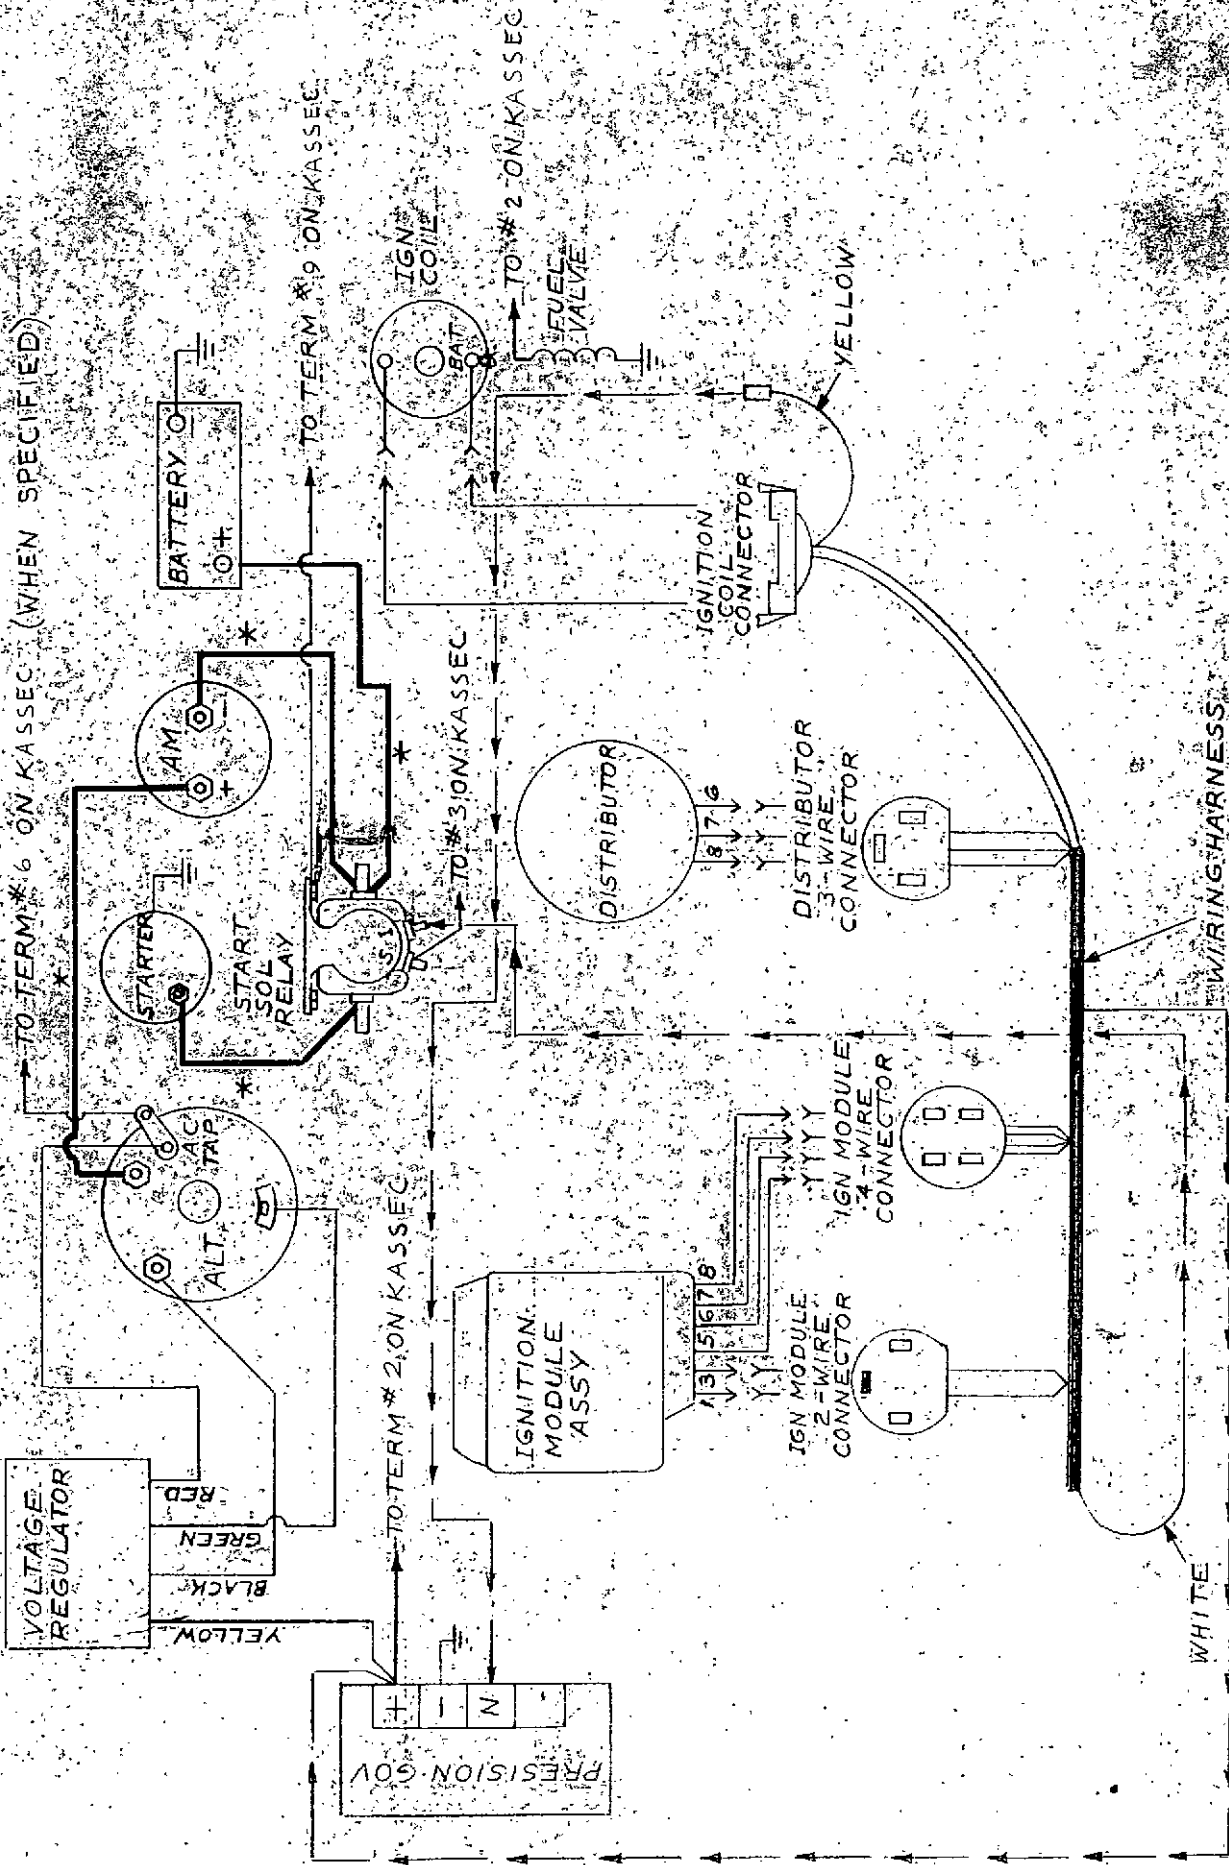 TO TERM # 6 ON KASSEC (WHEN SPECIFIED)
VOLTAGE
REGULATOR
YELLOW
BLACK
GREEN
RED
ALT.
AC
TAP
*
STARTER
AM
+
-
BATTERY
+
-
*
*
*
START
SOL
RELAY
S
I
TO TERM # 9 ON KASSEC
IGN
COIL
BAT
TO # 2 ON KASSEC
FUEL
VALVE
TO # 3 ON KASSEC
TO TERM # 2 ON KASSEC
PRESISION GOV
+
-
N
IGNITION
MODULE
ASSY
1 3 5 6 7 8
DISTRIBUTOR
8 7 6
IGNITION
COIL
CONNECTOR
YELLOW
DISTRIBUTOR
3-WIRE
CONNECTOR
IGN MODULE
4-WIRE
CONNECTOR
IGN MODULE
2-WIRE
CONNECTOR
WIRING HARNESS
WHITE